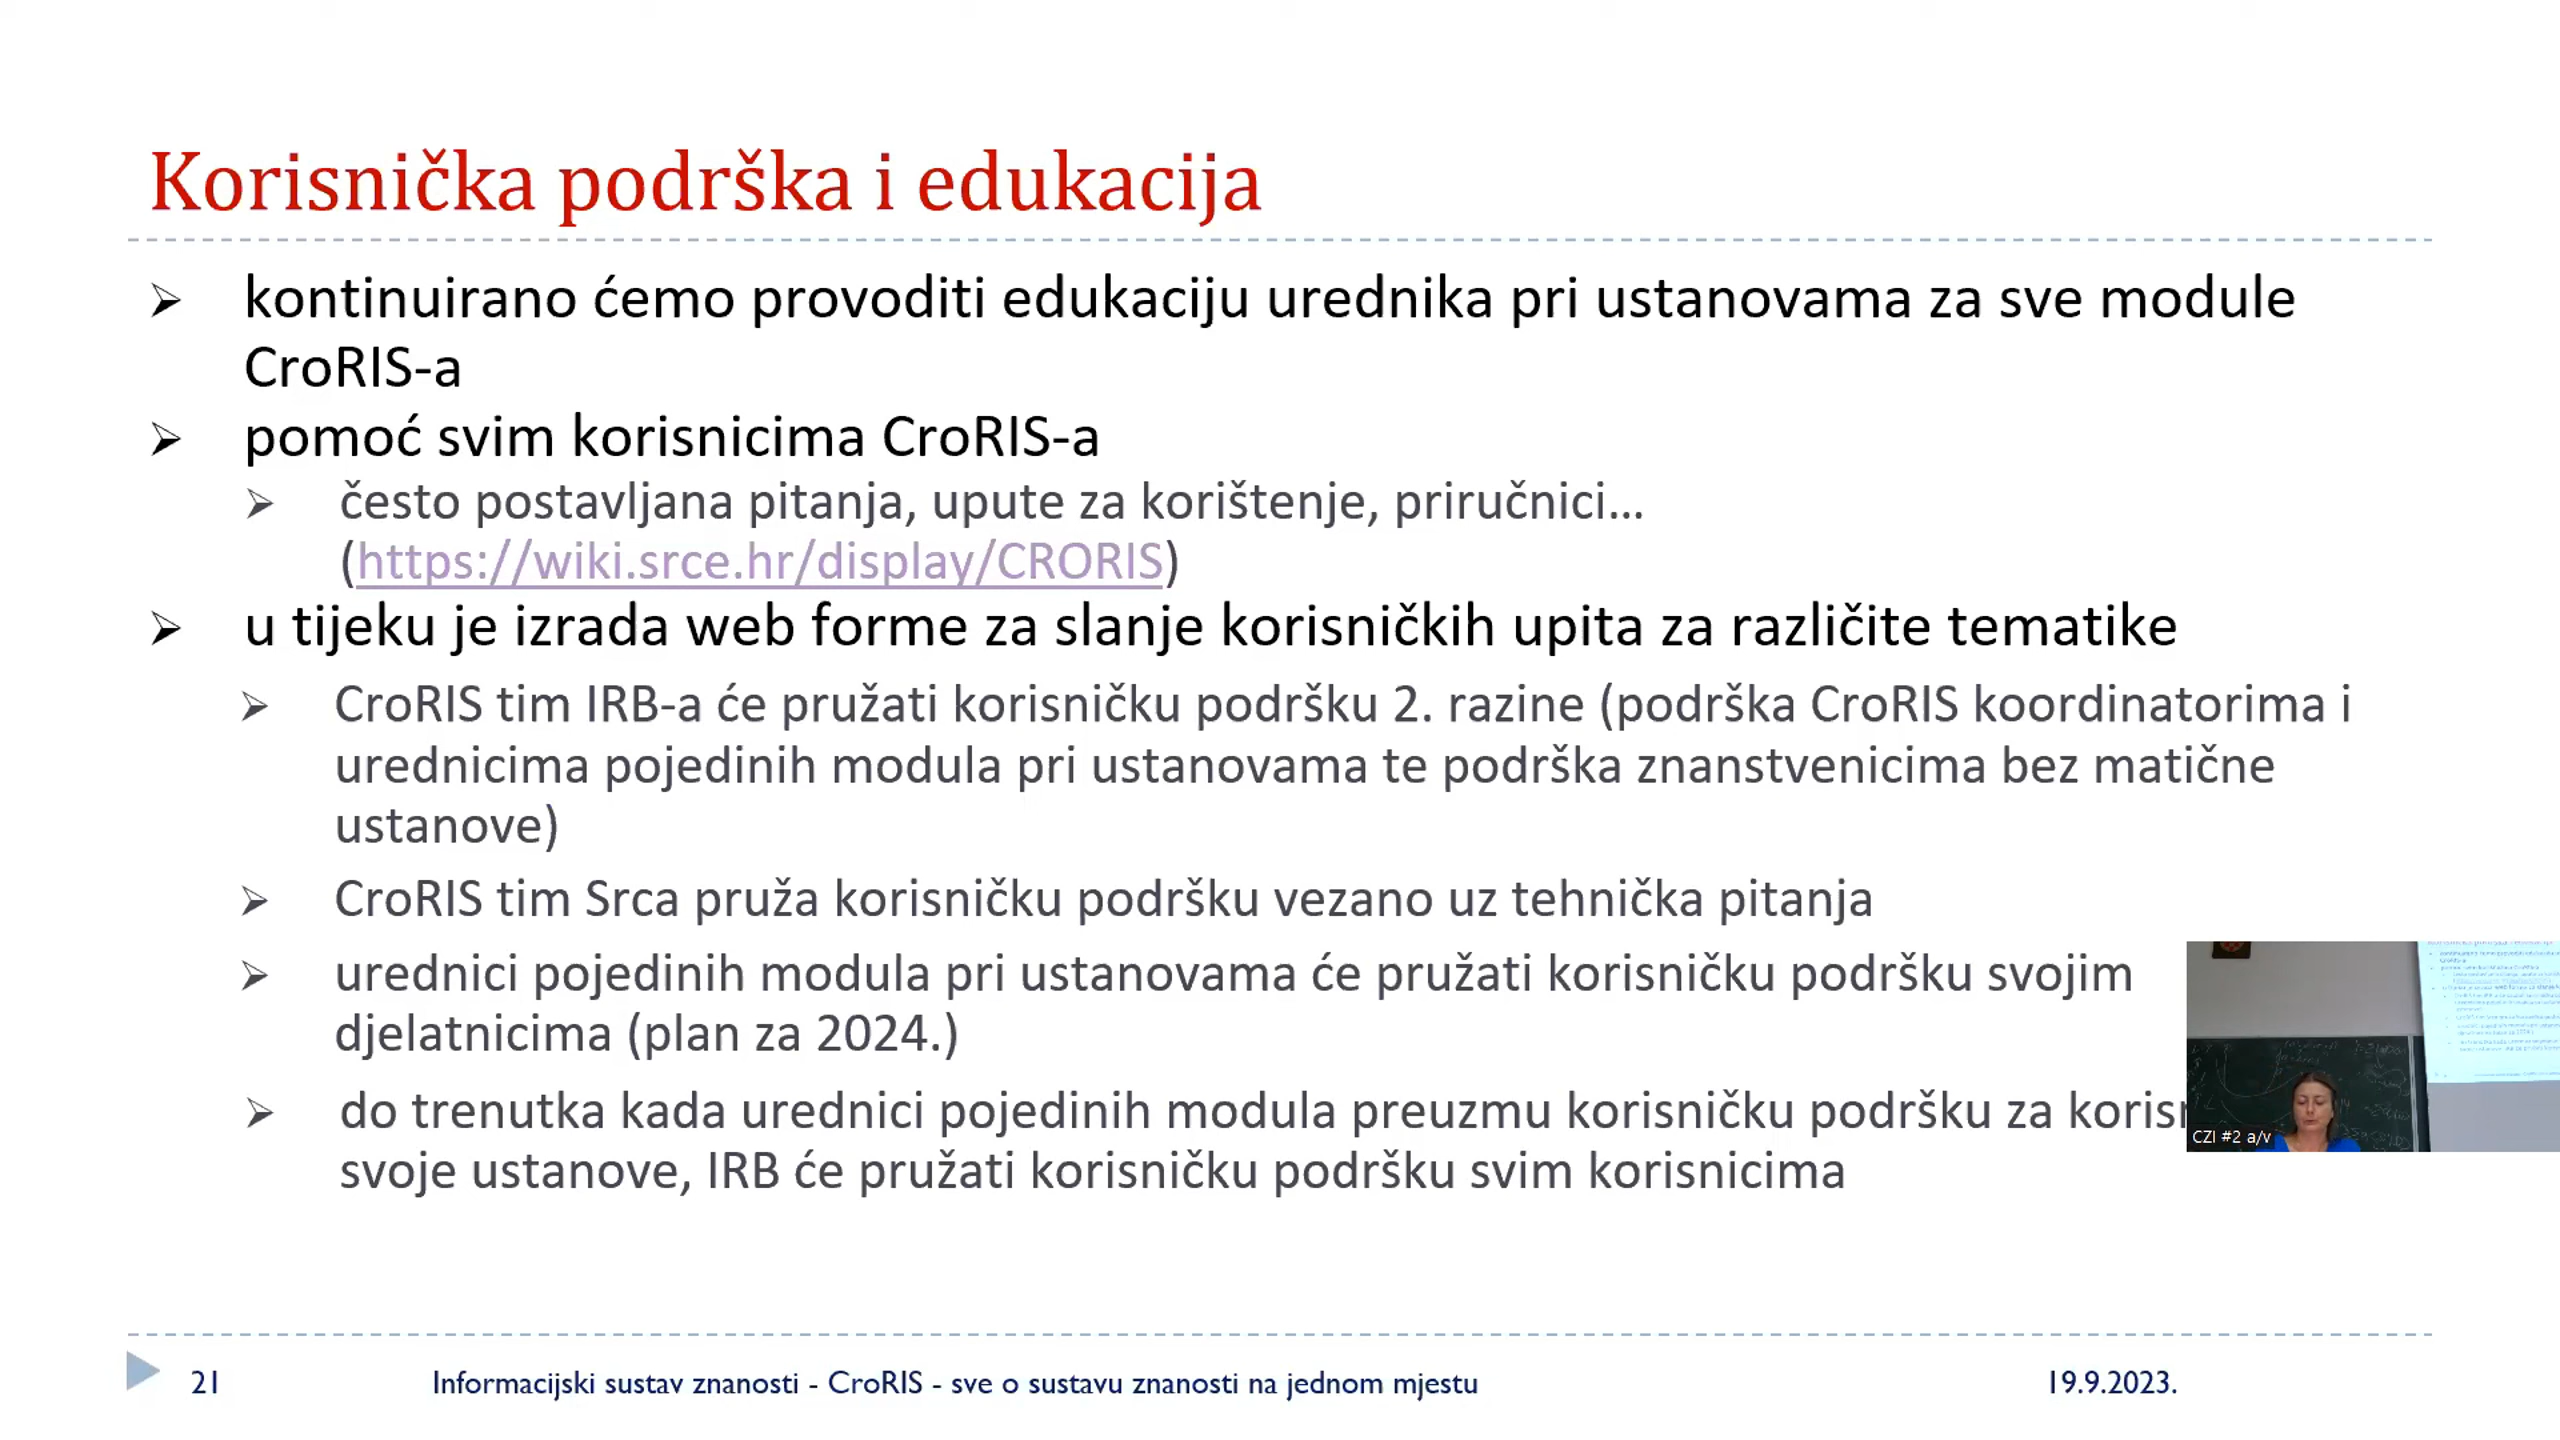 Korisnička podrška i edukacija
kontinuirano ćemo provoditi edukaciju urednika pri ustanovama za sve module
CroRIS-a
pomoć svim korisnicima CroRIS-a
često postavljana pitanja, upute za korištenje, priručnici...
(https://wiki.srce.hr/display/CRORIS)
u tijeku je izrada web forme za slanje korisničkih upita za različite tematike
CroRIS tim IRB-a će pružati korisničku podršku 2. razine (podrška CroRIS koordinatorima i
urednicima pojedinih modula pri ustanovama te podrška znanstvenicima bez matične
ustanove)
CroRIS tim Srca pruža korisničku podršku vezano uz tehnička pitanja
urednici pojedinih modula pri ustanovama će pružati korisničku podršku svojim
djelatnicima (plan za 2024.)
do trenutka kada urednici pojedinih modula preuzmu korisničku podršku za
svoje ustanove, IRB će pružati korisničku podršku svim korisnicima
CZI #2 a/v
21 Informacijski sustav znanosti - CroRIS - sve o sustavu znanosti na jednom mjestu 19.9.2023.